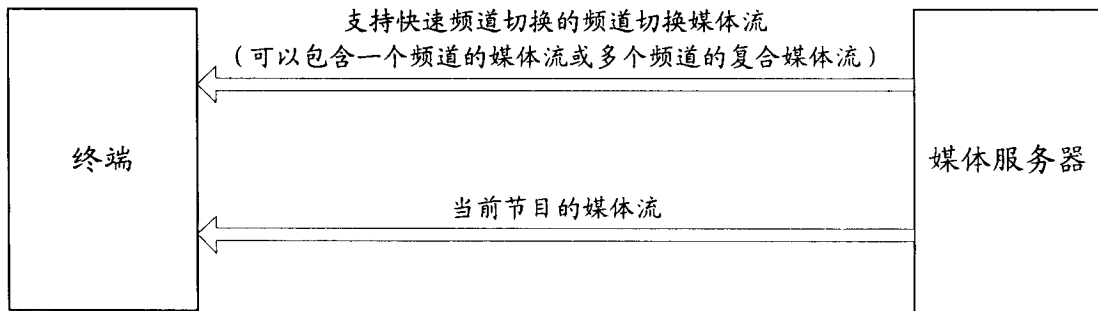 支持快速频道切换的频道切换媒体流
（可以包含一个频道的媒体流或多个频道的复合媒体流）
终端
媒体服务器
当前节目的媒体流